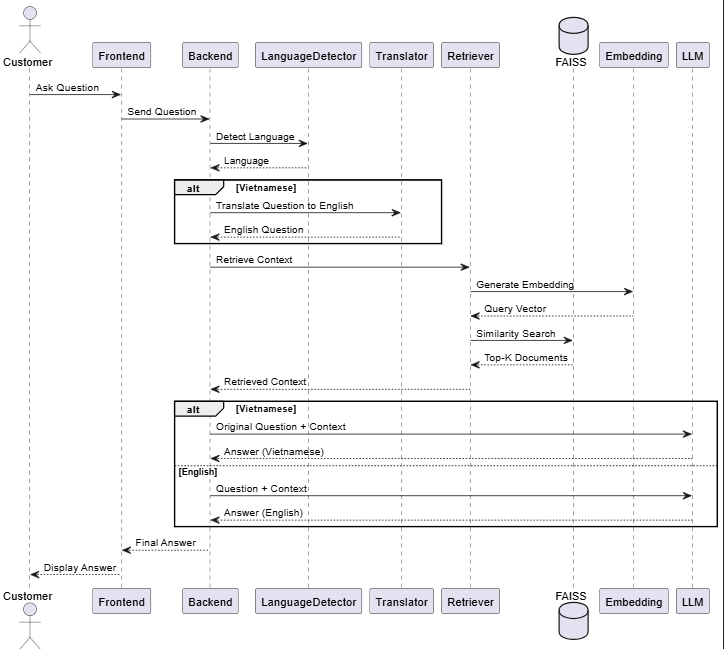 Customer
Frontend
Backend
LanguageDetector
Translator
Retriever
FAISS
Embedding
LLM
Ask Question
Send Question
Detect Language
Language
alt [Vietnamese]
Translate Question to English
English Question
Retrieve Context
Generate Embedding
Query Vector
Similarity Search
Top-K Documents
Retrieved Context
alt [Vietnamese]
Original Question + Context
Answer (Vietnamese)
[English]
Question + Context
Answer (English)
Final Answer
Display Answer
Customer
Frontend
Backend
LanguageDetector
Translator
Retriever
FAISS
Embedding
LLM